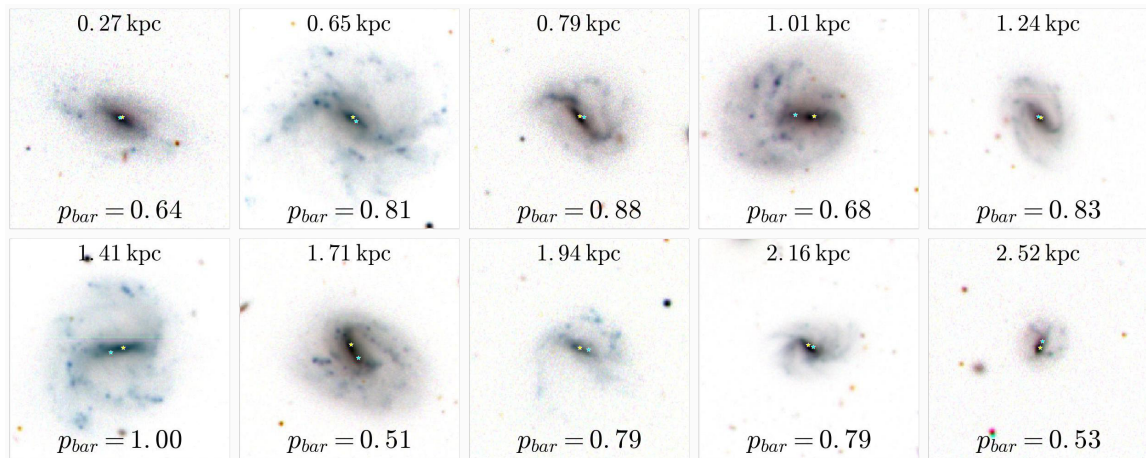 0.27 kpc
0.65 kpc
0.79 kpc
1.01 kpc
1.24 kpc
p_bar = 0.64
p_bar = 0.81
p_bar = 0.88
p_bar = 0.68
p_bar = 0.83
1.41 kpc
1.71 kpc
1.94 kpc
2.16 kpc
2.52 kpc
p_bar = 1.00
p_bar = 0.51
p_bar = 0.79
p_bar = 0.79
p_bar = 0.53